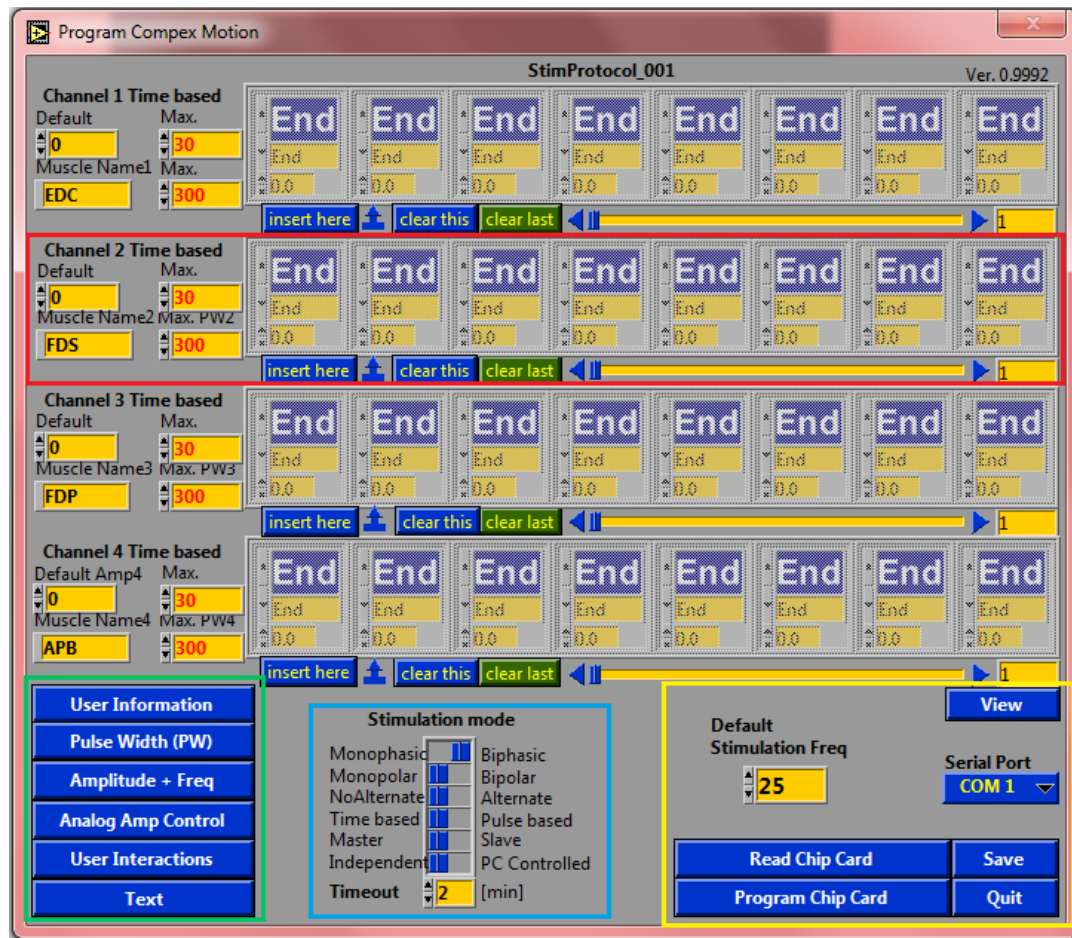 Program Compex Motion
StimProtocol_001
Ver. 0.9992
Channel 1 Time based
Default Max.
0 30
Muscle Name1 Max.
EDC 300
End End End End End End End End
End End End End End End End End
0.0 0.0 0.0 0.0 0.0 0.0 0.0 0.0
insert here clear this clear last 1
Channel 2 Time based
Default Max.
0 30
Muscle Name2 Max. PW2
FDS 300
End End End End End End End End
End End End End End End End End
0.0 0.0 0.0 0.0 0.0 0.0 0.0 0.0
insert here clear this clear last 1
Channel 3 Time based
Default Max.
0 30
Muscle Name3 Max. PW3
FDP 300
End End End End End End End End
End End End End End End End End
0.0 0.0 0.0 0.0 0.0 0.0 0.0 0.0
insert here clear this clear last 1
Channel 4 Time based
Default Amp4 Max.
0 30
Muscle Name4 Max. PW4
APB 300
End End End End End End End End
End End End End End End End End
0.0 0.0 0.0 0.0 0.0 0.0 0.0 0.0
insert here clear this clear last 1
User Information
Pulse Width (PW)
Amplitude + Freq
Analog Amp Control
User Interactions
Text
Stimulation mode
Monophasic Biphasic
Monopolar Bipolar
NoAlternate Alternate
Time based Pulse based
Master Slave
Independent PC Controlled
Timeout 2 [min]
Default
Stimulation Freq
25
View
Serial Port
COM 1
Read Chip Card Save
Program Chip Card Quit